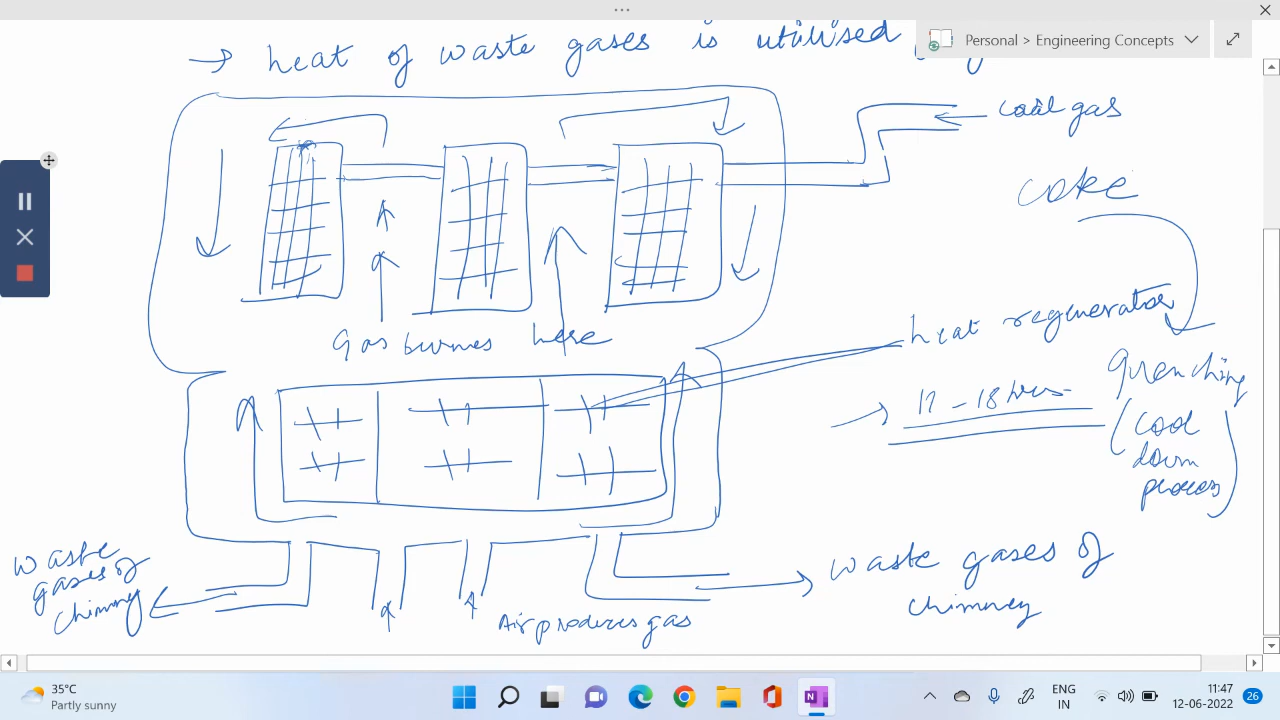 → heat of waste gases is utilised
Personal > Engineering Concepts
coal gas
coke
Gas burnes here
heat regenerator
quenching
(cool
down
process)
→ 12 - 18 hrs
waste
gases of
chimney
Air produces gas
waste gases of
chimney
35°C
Partly sunny
ENG
IN
11:47
12-06-2022
26